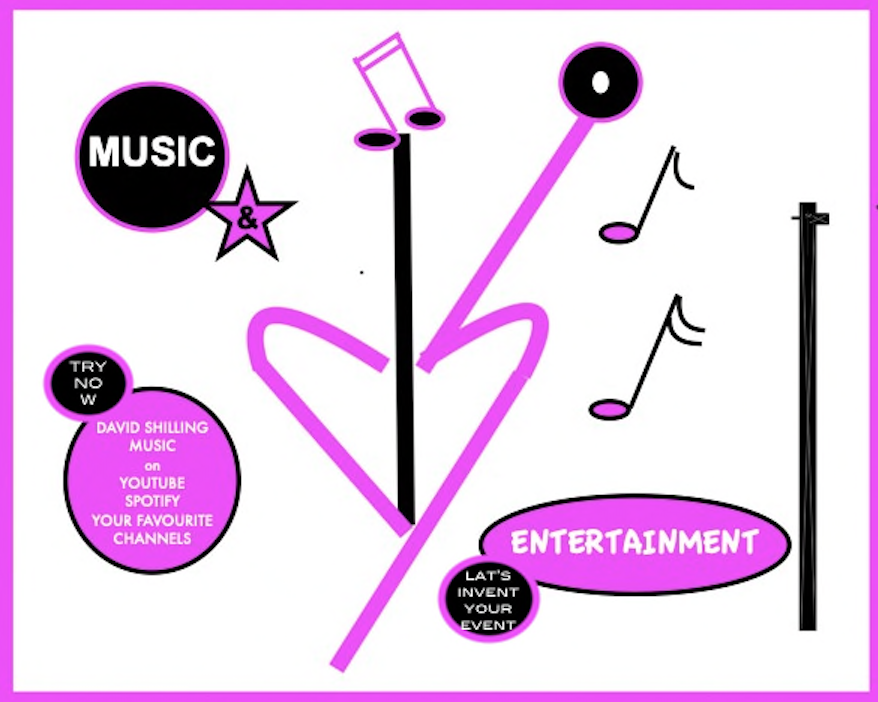 MUSIC
&
TRY
NO
W
DAVID SHILLING
MUSIC
on
YOUTUBE
SPOTIFY
YOUR FAVOURITE
CHANNELS
ENTERTAINMENT
LAT'S
INVENT
YOUR
EVENT